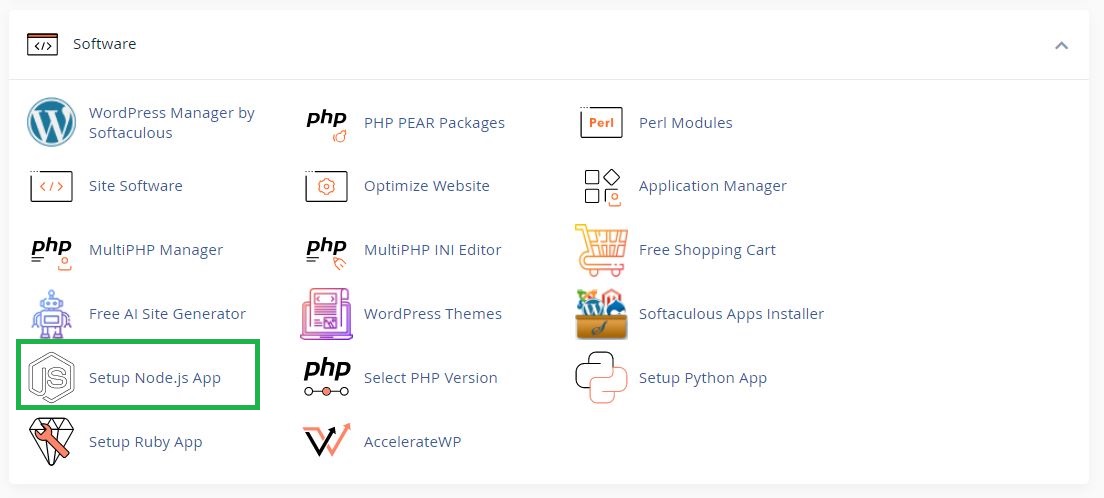 Software
WordPress Manager by
Softaculous
php
PHP PEAR Packages
Perl
Perl Modules
Site Software
Optimize Website
Application Manager
php
MultiPHP Manager
php
MultiPHP INI Editor
Free Shopping Cart
Free AI Site Generator
WordPress Themes
Softaculous Apps Installer
JS
Setup Node.js App
php
Select PHP Version
Setup Python App
Setup Ruby App
AccelerateWP